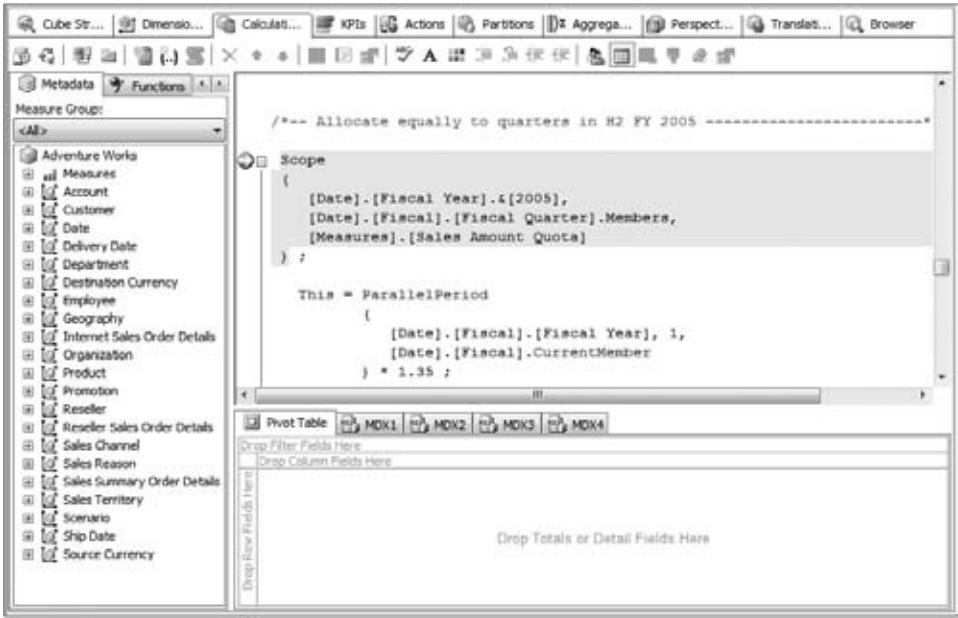 Cube Str... Dimensio... Calculati... KPIs Actions Partitions Aggrega... Perspect... Translati... Browser
Metadata Functions
Measure Group:
<All>
Adventure Works
Measures
Account
Customer
Date
Delivery Date
Department
Destination Currency
Employee
Geography
Internet Sales Order Details
Organization
Product
Promotion
Reseller
Reseller Sales Order Details
Sales Channel
Sales Reason
Sales Summary Order Details
Sales Territory
Scenario
Ship Date
Source Currency
/*-- Allocate equally to quarters in H2 FY 2005 ------------------------*
Scope
(
[Date].[Fiscal Year].&[2005],
[Date].[Fiscal].[Fiscal Quarter].Members,
[Measures].[Sales Amount Quota]
) ;
This = ParallelPeriod
(
[Date].[Fiscal].[Fiscal Year], 1,
[Date].[Fiscal].CurrentMember
) * 1.35 ;
Pivot Table MDX1 MDX2 MDX3 MDX4
Drop Filter Fields Here
Drop Column Fields Here
Drop Row Fields Here
Drop Totals or Detail Fields Here